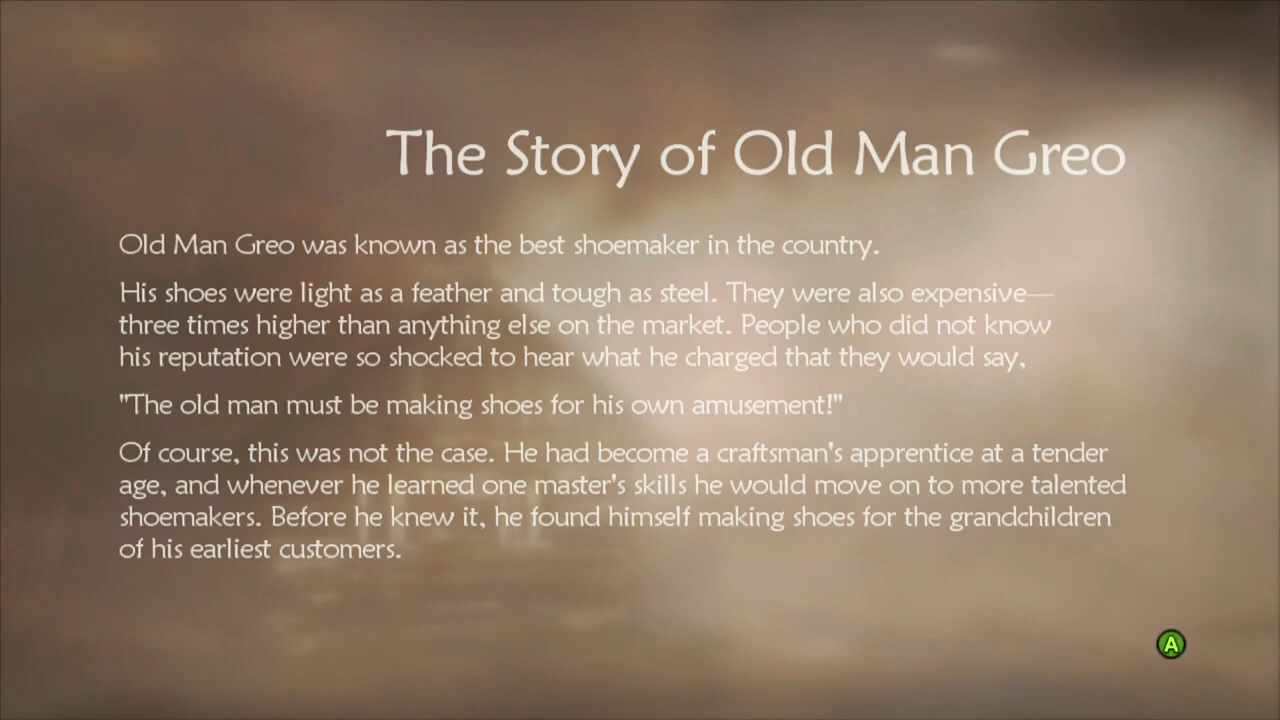 The Story of Old Man Greo
Old Man Greo was known as the best shoemaker in the country.
His shoes were light as a feather and tough as steel. They were also expensive—
three times higher than anything else on the market. People who did not know
his reputation were so shocked to hear what he charged that they would say,
"The old man must be making shoes for his own amusement!"
Of course, this was not the case. He had become a craftsman's apprentice at a tender
age, and whenever he learned one master's skills he would move on to more talented
shoemakers. Before he knew it, he found himself making shoes for the grandchildren
of his earliest customers.
A